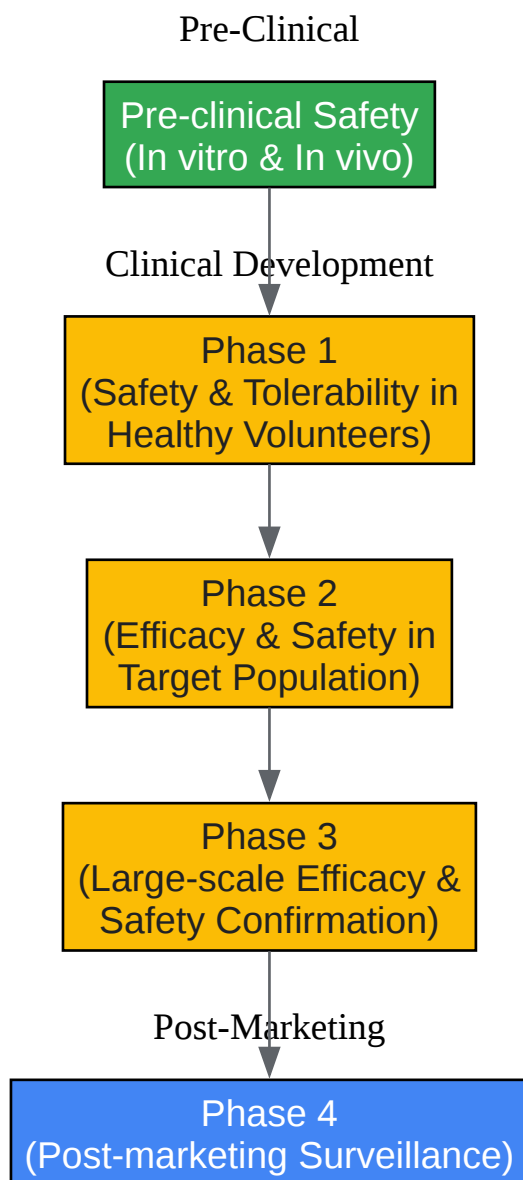 Pre-Clinical
Pre-clinical Safety
(In vitro & In vivo)
Clinical Development
Phase 1
(Safety & Tolerability in
Healthy Volunteers)
Phase 2
(Efficacy & Safety in
Target Population)
Phase 3
(Large-scale Efficacy &
Safety Confirmation)
Post-Marketing
Phase 4
(Post-marketing Surveillance)